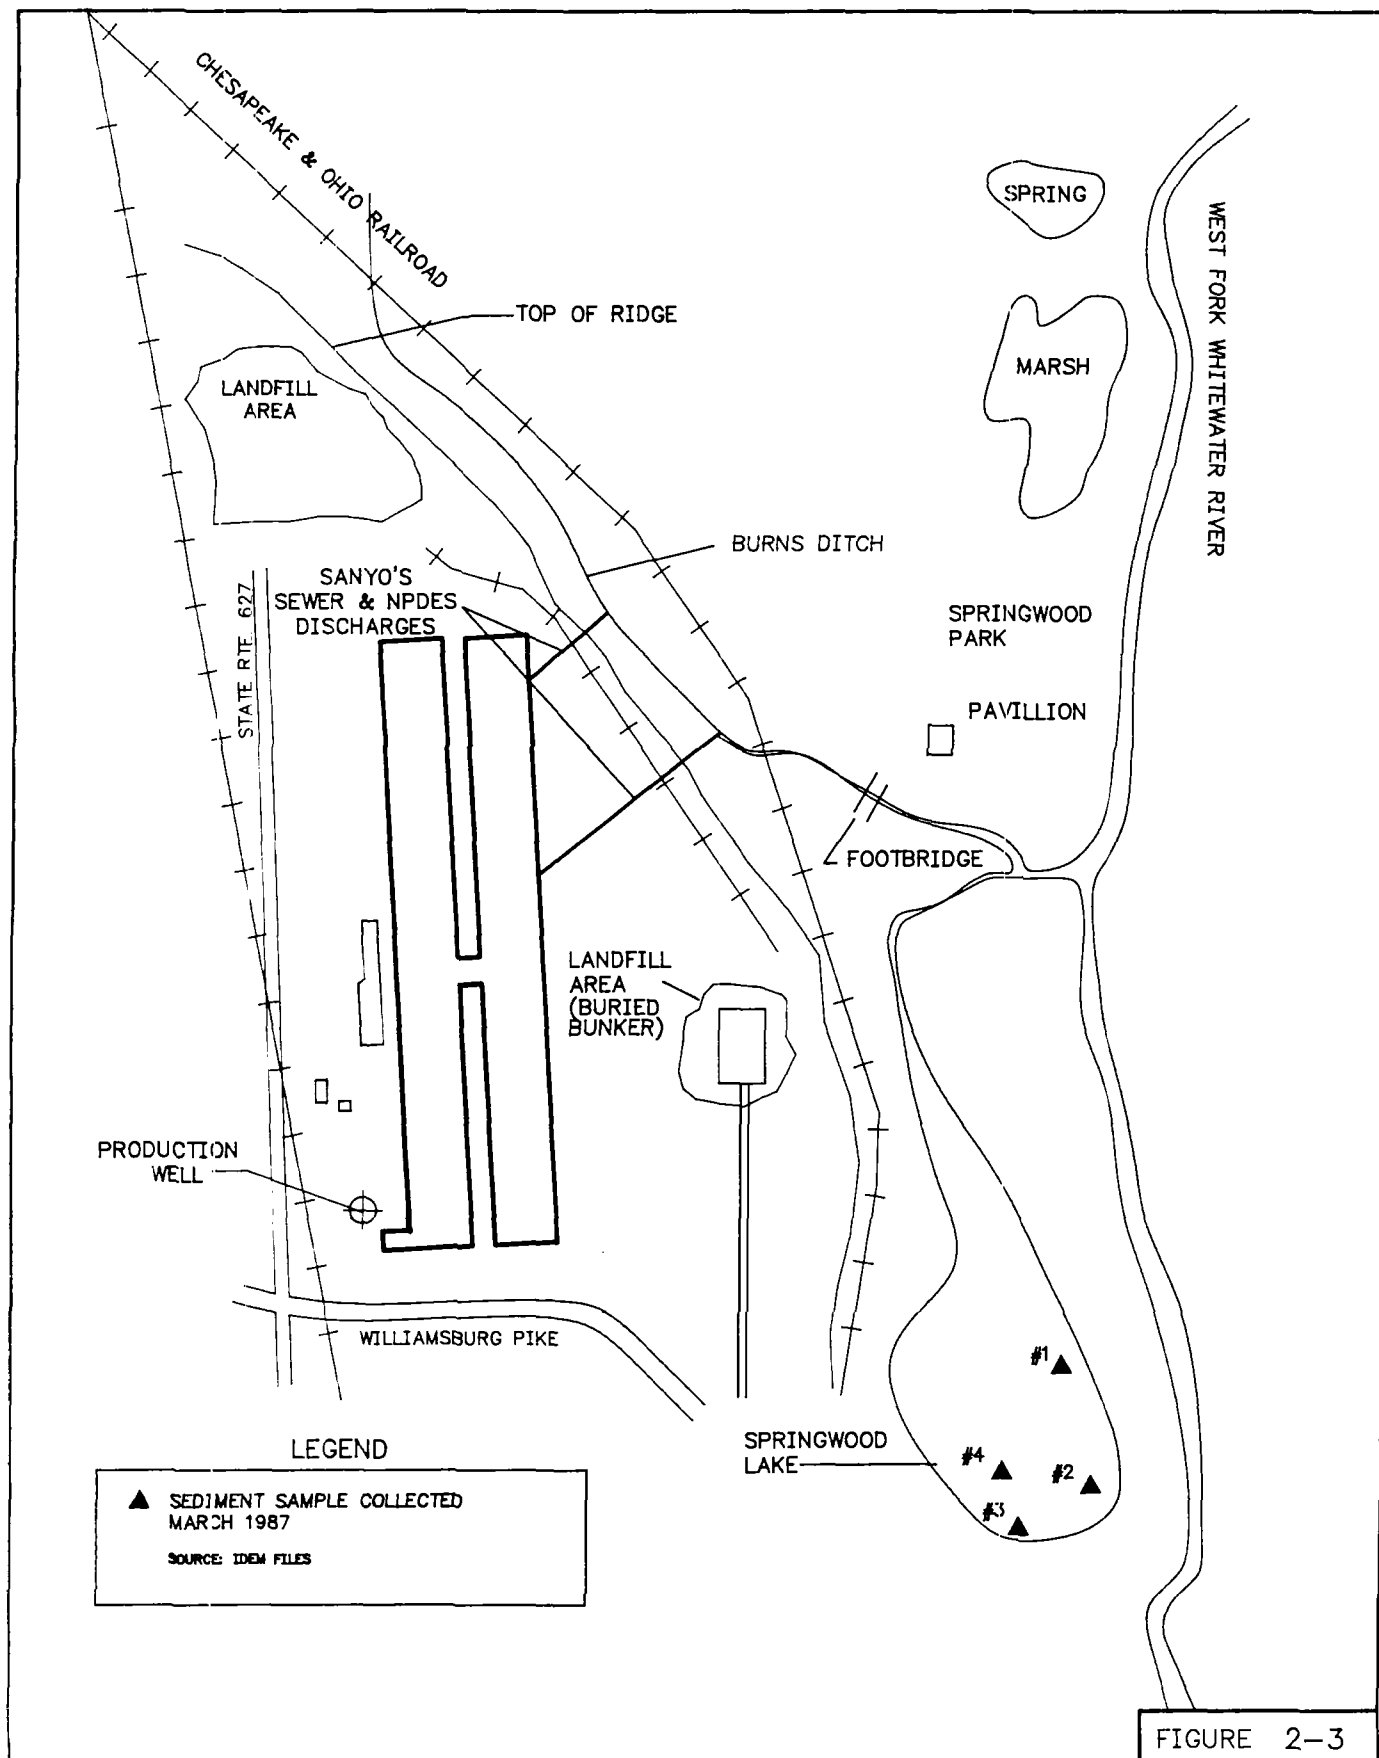 CHESAPEAKE & OHIO RAILROAD
SPRING
WEST FORK WHITEWATER RIVER
TOP OF RIDGE
MARSH
LANDFILL
AREA
BURNS DITCH
SANYO'S
SEWER & NPDES
DISCHARGES
STATE RTE 627
SPRINGWOOD
PARK
PAVILLION
FOOTBRIDGE
LANDFILL
AREA
(BURIED
BUNKER)
PRODUCTION
WELL
WILLIAMSBURG PIKE
#1
SPRINGWOOD
LAKE
#4
#2
#3
LEGEND
SEDIMENT SAMPLE COLLECTED
MARCH 1987
SOURCE: IDEM FILES
FIGURE 2-3